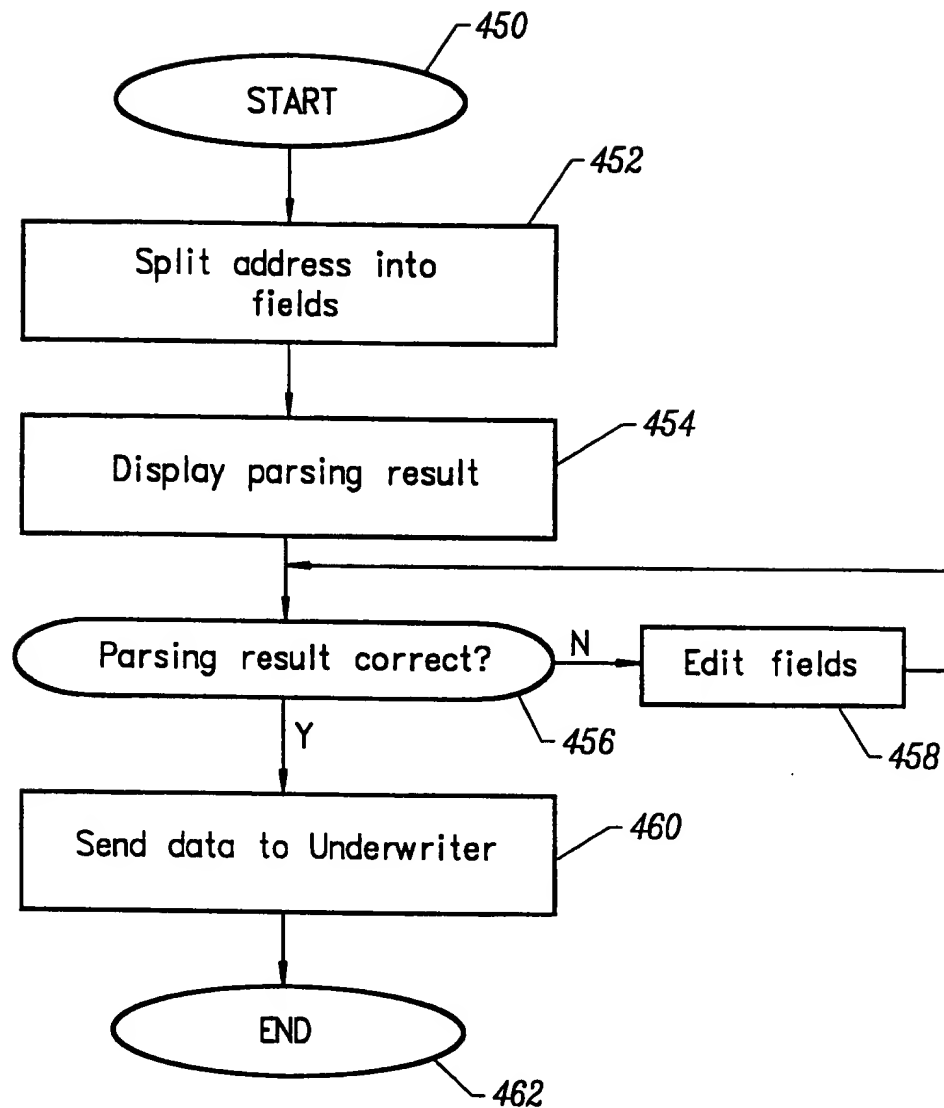 450
START
452
Split address into
fields
454
Display parsing result
Parsing result correct?
N
Edit fields
456
458
Y
460
Send data to Underwriter
END
462